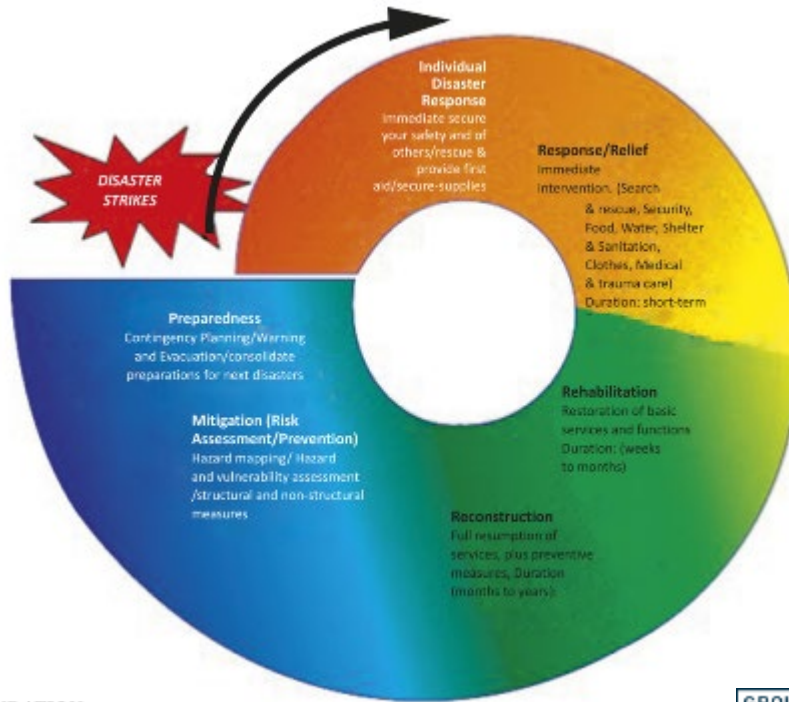 DISASTER
STRIKES
Individual
Disaster
Response
Immediate secure
your safety and of
others/rescue &
provide first
aid/secure-supplies
Response/Relief
Immediate
Intervention. (Search
& rescue, Security,
Food, Water, Shelter
& Sanitation,
Clothes, Medical
& trauma care)
Duration: short-term
Rehabilitation
Restoration of basic
services and functions
Duration: (weeks
to months)
Reconstruction
Full resumption of
services, plus preventive
measures, Duration
(months to years):
Mitigation (Risk
Assessment/Prevention)
Hazard mapping/ Hazard
and vulnerability assessment
/structural and non-structural
measures
Preparedness
Contingency Planning/Warning
and Evacuation/consolidate
preparations for next disasters